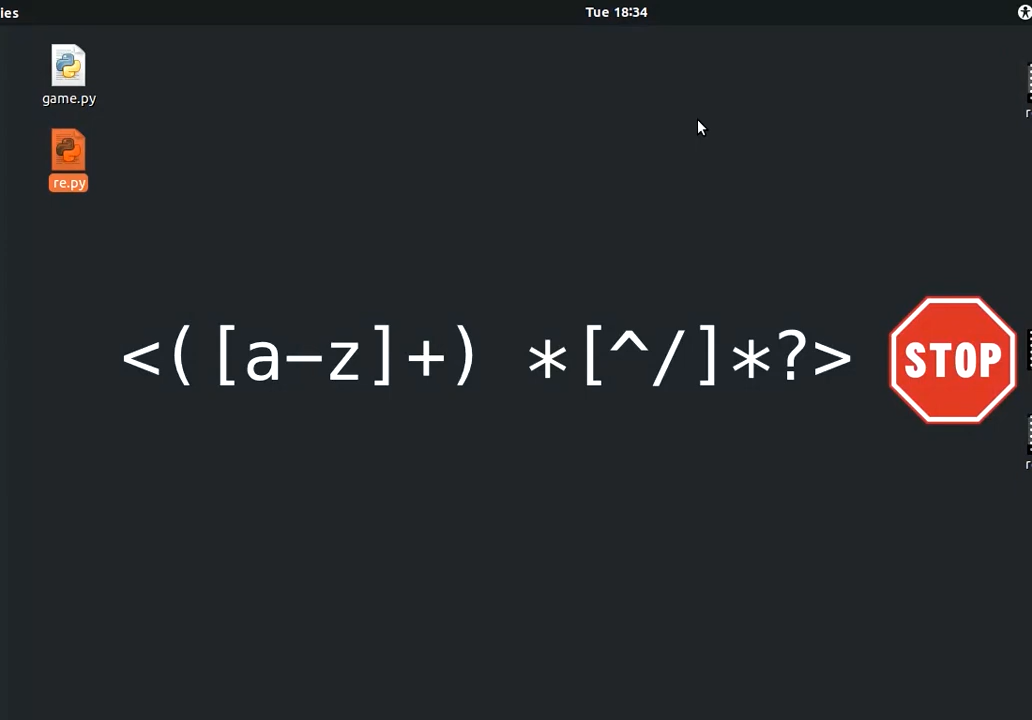 ies
Tue 18:34
game.py
re.py
<([a-z]+) *[^/]*?>
STOP